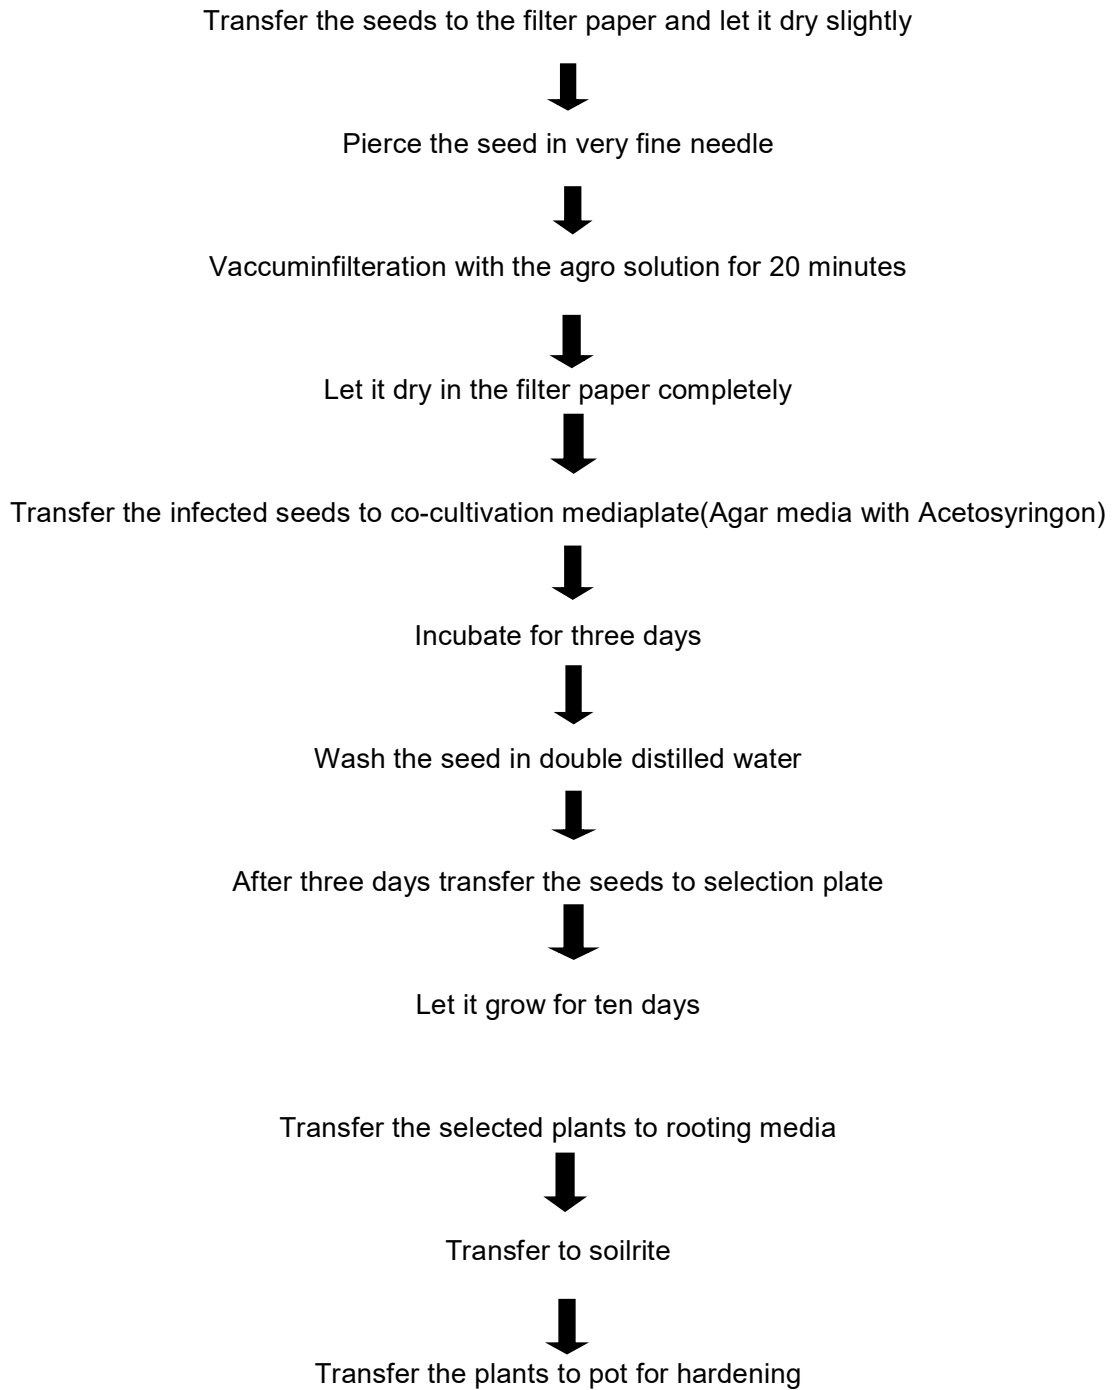 Transfer the seeds to the filter paper and let it dry slightly
Pierce the seed in very fine needle
Vaccuminfilteration with the agro solution for 20 minutes
Let it dry in the filter paper completely
Transfer the infected seeds to co-cultivation mediaplate(Agar media with Acetosyringon)
Incubate for three days
Wash the seed in double distilled water
After three days transfer the seeds to selection plate
Let it grow for ten days
Transfer the selected plants to rooting media
Transfer to soilrite
Transfer the plants to pot for hardening